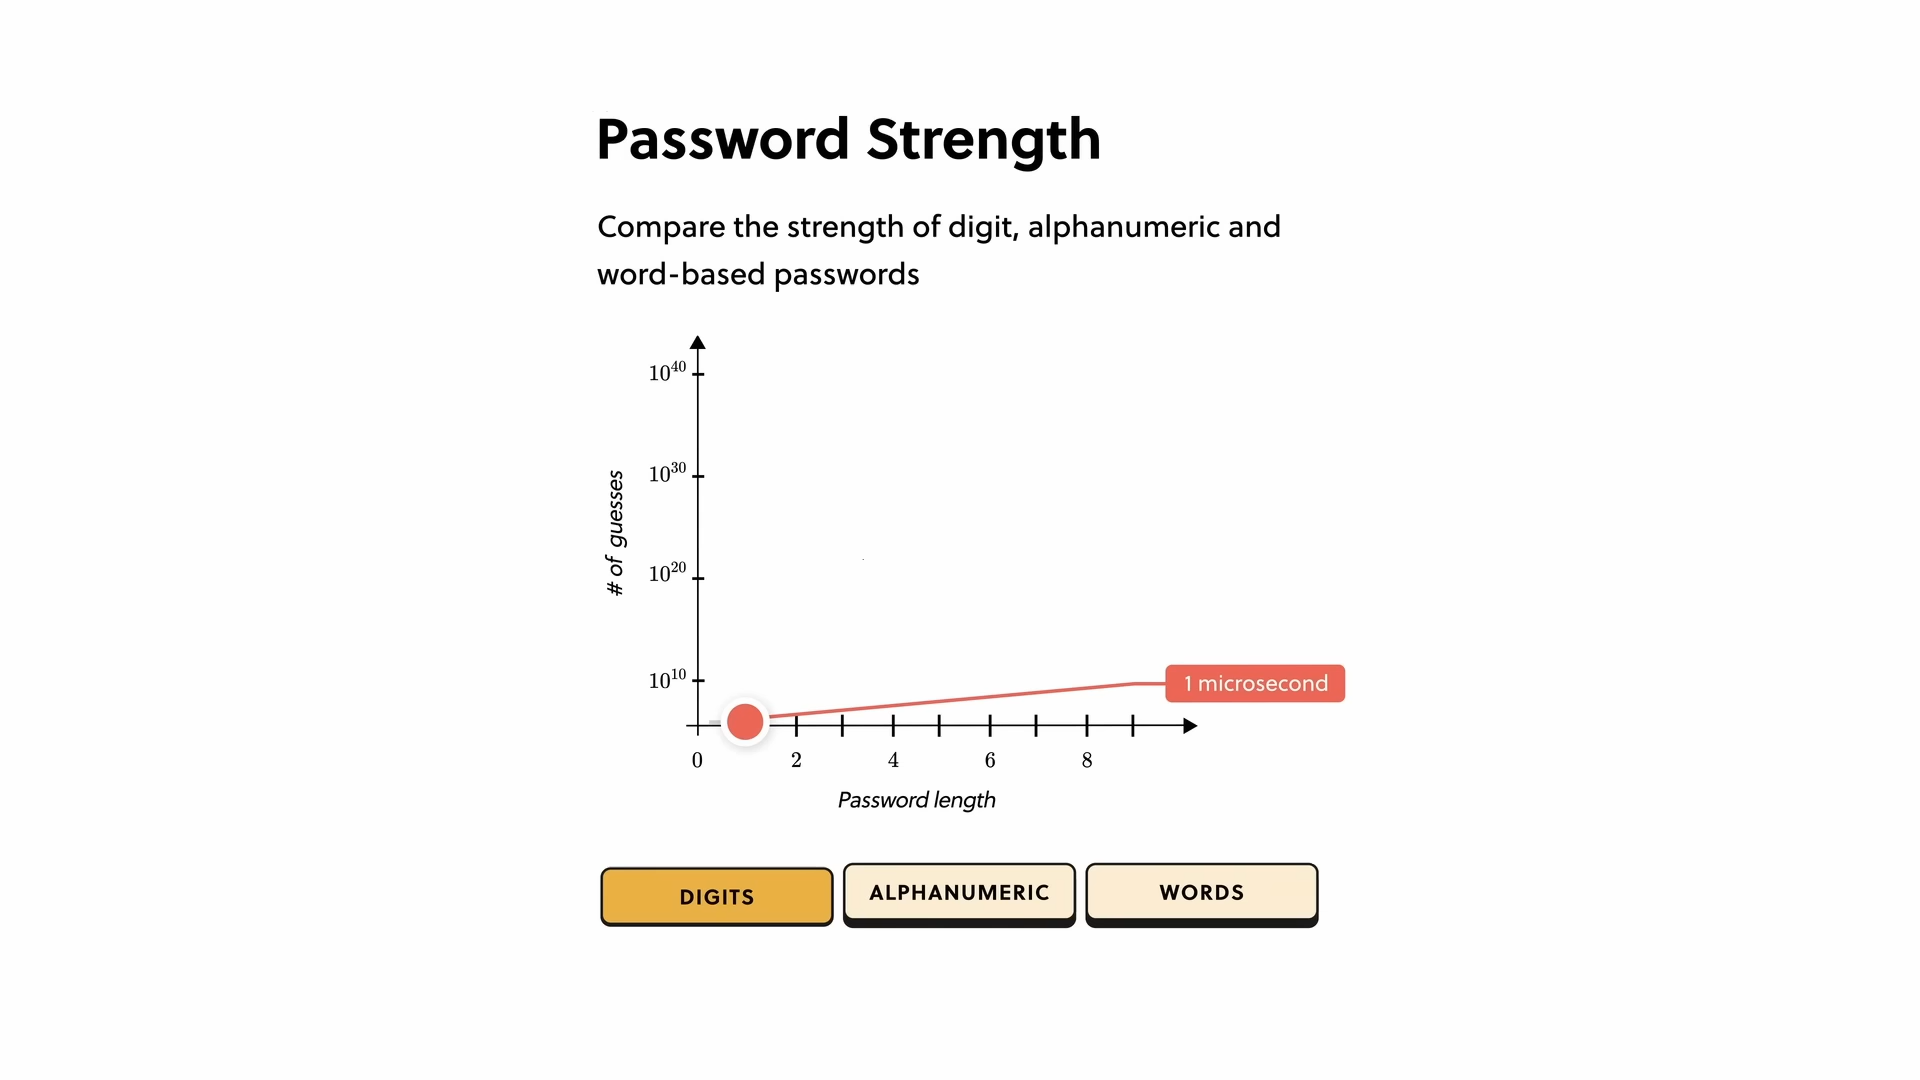 Password Strength
Compare the strength of digit, alphanumeric and
word-based passwords
10^40
10^30
10^20
10^10
# of guesses
1 microsecond
0 2 4 6 8
Password length
DIGITS ALPHANUMERIC WORDS